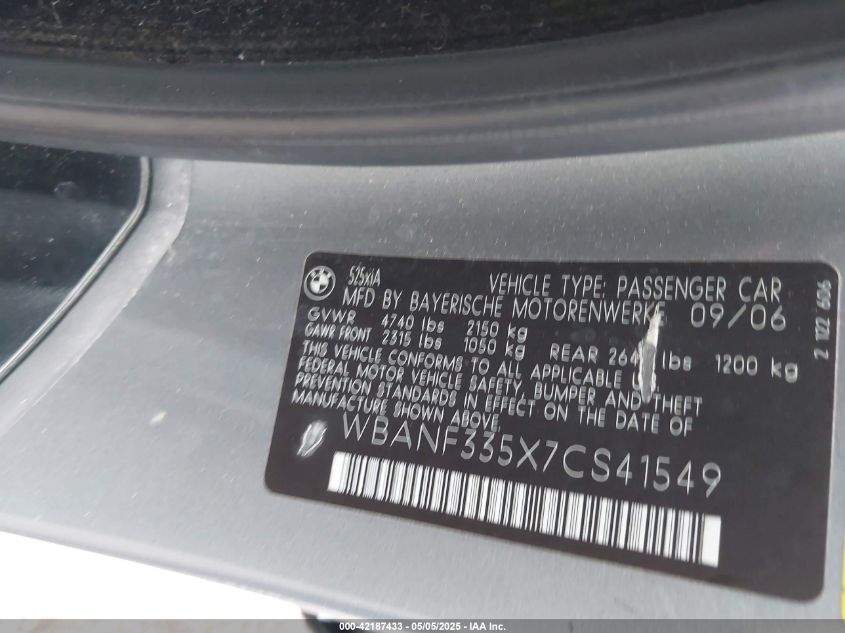 525xiA
VEHICLE TYPE: PASSENGER CAR
MFD BY BAYERISCHE MOTORENWERKE 09/06
GVWR 4740 lbs 2150 kg
GAWR FRONT 2315 lbs 1050 kg REAR lbs 1200 kg
THIS VEHICLE CONFORMS TO ALL APPLICABLE
FEDERAL MOTOR VEHICLE SAFETY, BUMPER AND THEFT
PREVENTION STANDARDS IN EFFECT ON THE DATE OF
MANUFACTURE SHOWN ABOVE.
WBANF335X7CS41549
2 122 606
000-42187433 - 05/05/2025 - IAA Inc.